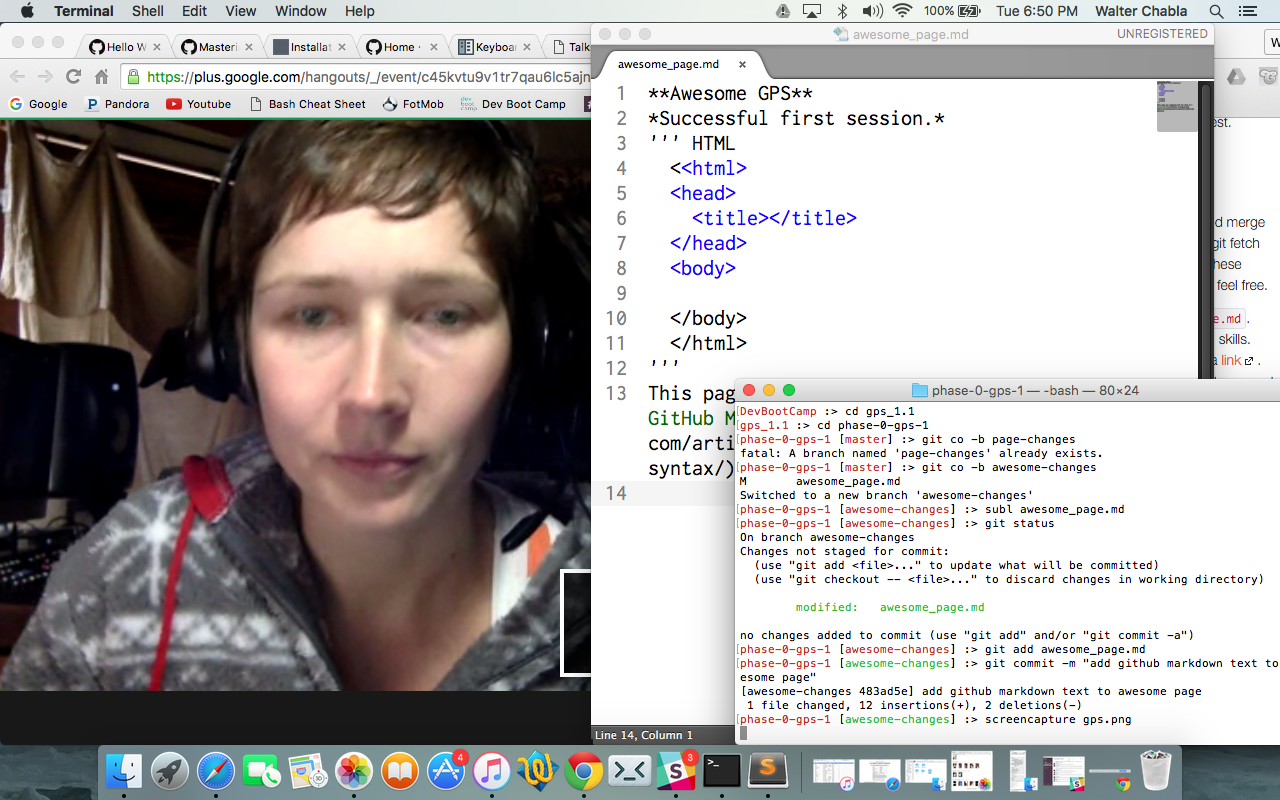 Terminal Shell Edit View Window Help 100% Tue 6:50 PM Walter Chabla
Hello W Masteri Installat Home · Keyboar Talk
https://plus.google.com/hangouts/_/event/c45kvtu9v1tr7qau6lc5ajn
Google Pandora Youtube Bash Cheat Sheet FotMob Dev Boot Camp
awesome_page.md UNREGISTERED
awesome_page.md
1 **Awesome GPS**
2 *Successful first session.*
3 ''' HTML
4 <<html>
5 <head>
6 <title></title>
7 </head>
8 <body>
9
10 </body>
11 </html>
12 '''
13 This pag
GitHub M
com/arti
syntax/)
14
Line 14, Column 1
est.
d merge
git fetch
hese
feel free.
e.md .
skills.
a link .
phase-0-gps-1 — -bash — 80×24
[DevBootCamp :> cd gps_1.1
[gps_1.1 :> cd phase-0-gps-1
[phase-0-gps-1 [master] :> git co -b page-changes
fatal: A branch named 'page-changes' already exists.
[phase-0-gps-1 [master] :> git co -b awesome-changes
M awesome_page.md
Switched to a new branch 'awesome-changes'
[phase-0-gps-1 [awesome-changes] :> subl awesome_page.md
[phase-0-gps-1 [awesome-changes] :> git status
On branch awesome-changes
Changes not staged for commit:
(use "git add <file>..." to update what will be committed)
(use "git checkout -- <file>..." to discard changes in working directory)
modified: awesome_page.md
no changes added to commit (use "git add" and/or "git commit -a")
[phase-0-gps-1 [awesome-changes] :> git add awesome_page.md
[phase-0-gps-1 [awesome-changes] :> git commit -m "add github markdown text to
esome page"
[awesome-changes 483ad5e] add github markdown text to awesome page
1 file changed, 12 insertions(+), 2 deletions(-)
[phase-0-gps-1 [awesome-changes] :> screencapture gps.png
4
3